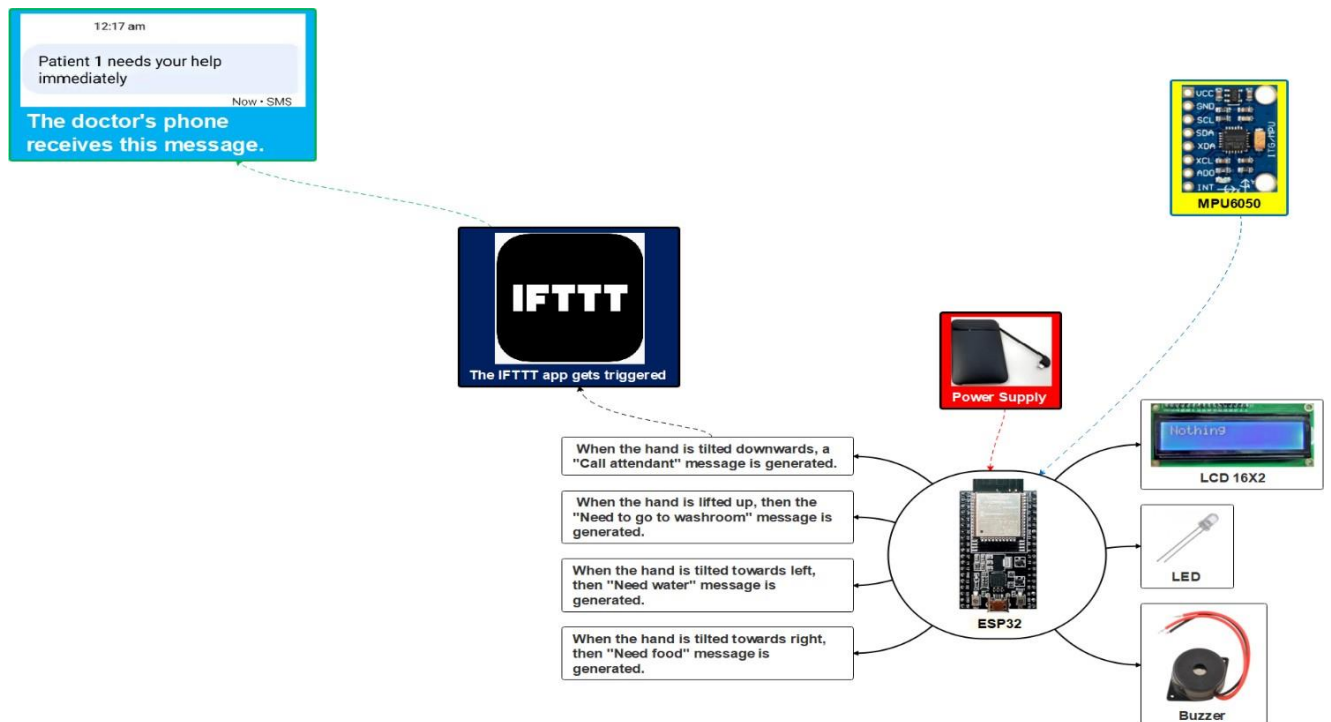 12:17 am
Patient 1 needs your help
immediately
Now • SMS
The doctor's phone
receives this message.
VCC
GND
SCL
SDA
XDA
XCL
ADO
INT
ITG/MPU
MPU6050
IFTTT
The IFTTT app gets triggered
Power Supply
When the hand is tilted downwards, a
"Call attendant" message is generated.
When the hand is lifted up, then the
"Need to go to washroom" message is
generated.
When the hand is tilted towards left,
then "Need water" message is
generated.
When the hand is tilted towards right,
then "Need food" message is
generated.
ESP32
Nothing
LCD 16X2
LED
Buzzer